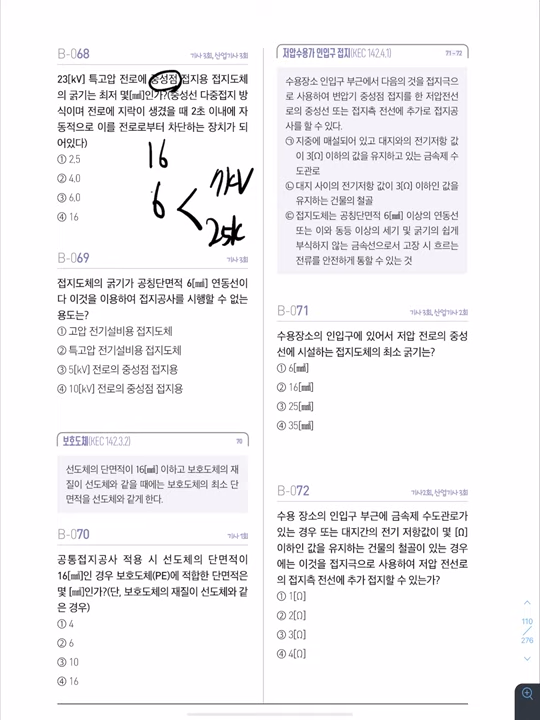 B-068
기사 3회, 산업기사 3회
23[kV] 특고압 전로에 중성점 접지용 접지도체
의 굵기는 최저 몇[㎟]인가?(중성선 다중접지 방
식이며 전로에 지락이 생겼을 때 2초 이내에 자
동적으로 이를 전로로부터 차단하는 장치가 되
어있다)
① 2.5
② 4.0
③ 6.0
④ 16
16
6
7kV
25k
B-069
기사 3회
접지도체의 굵기가 공칭단면적 6[㎟] 연동선이
다 이것을 이용하여 접지공사를 시행할 수 없는
용도는?
① 고압 전기설비용 접지도체
② 특고압 전기설비용 접지도체
③ 5[kV] 전로의 중성점 접지용
④ 10[kV] 전로의 중성점 접지용
보호도체(KEC 142.3.2)
70
선도체의 단면적이 16[㎟] 이하고 보호도체의 재
질이 선도체와 같을 때에는 보호도체의 최소 단
면적을 선도체와 같게 한다.
B-070
기사 1회
공통접지공사 적용 시 선도체의 단면적이
16[㎟]인 경우 보호도체(PE)에 적합한 단면적은
몇 [㎟]인가?(단, 보호도체의 재질이 선도체와 같
은 경우)
① 4
② 6
③ 10
④ 16
저압수용가 인입구 접지(KEC 142.4.1)
71~72
수용장소 인입구 부근에서 다음의 것을 접지극으
로 사용하여 변압기 중성점 접지를 한 저압전선
로의 중성선 또는 접지측 전선에 추가로 접지공
사를 할 수 있다.
㉠ 지중에 매설되어 있고 대지와의 전기저항 값
이 3[Ω] 이하의 값을 유지하고 있는 금속제 수
도관로
㉡ 대지 사이의 전기저항 값이 3[Ω] 이하인 값을
유지하는 건물의 철골
㉢ 접지도체는 공칭단면적 6[㎟] 이상의 연동선
또는 이와 동등 이상의 세기 및 굵기의 쉽게
부식하지 않는 금속선으로서 고장 시 흐르는
전류를 안전하게 통할 수 있는 것
B-071
기사 3회, 산업기사 2회
수용장소의 인입구에 있어서 저압 전로의 중성
선에 시설하는 접지도체의 최소 굵기는?
① 6[㎟]
② 16[㎟]
③ 25[㎟]
④ 35[㎟]
B-072
기사2회, 산업기사 3회
수용 장소의 인입구 부근에 금속제 수도관로가
있는 경우 또는 대지간의 전기 저항값이 몇 [Ω]
이하인 값을 유지하는 건물의 철골이 있는 경우
에는 이것을 접지극으로 사용하여 저압 전선로
의 접지측 전선에 추가 접지할 수 있는가?
① 1[Ω]
② 2[Ω]
③ 3[Ω]
④ 4[Ω]
110
276